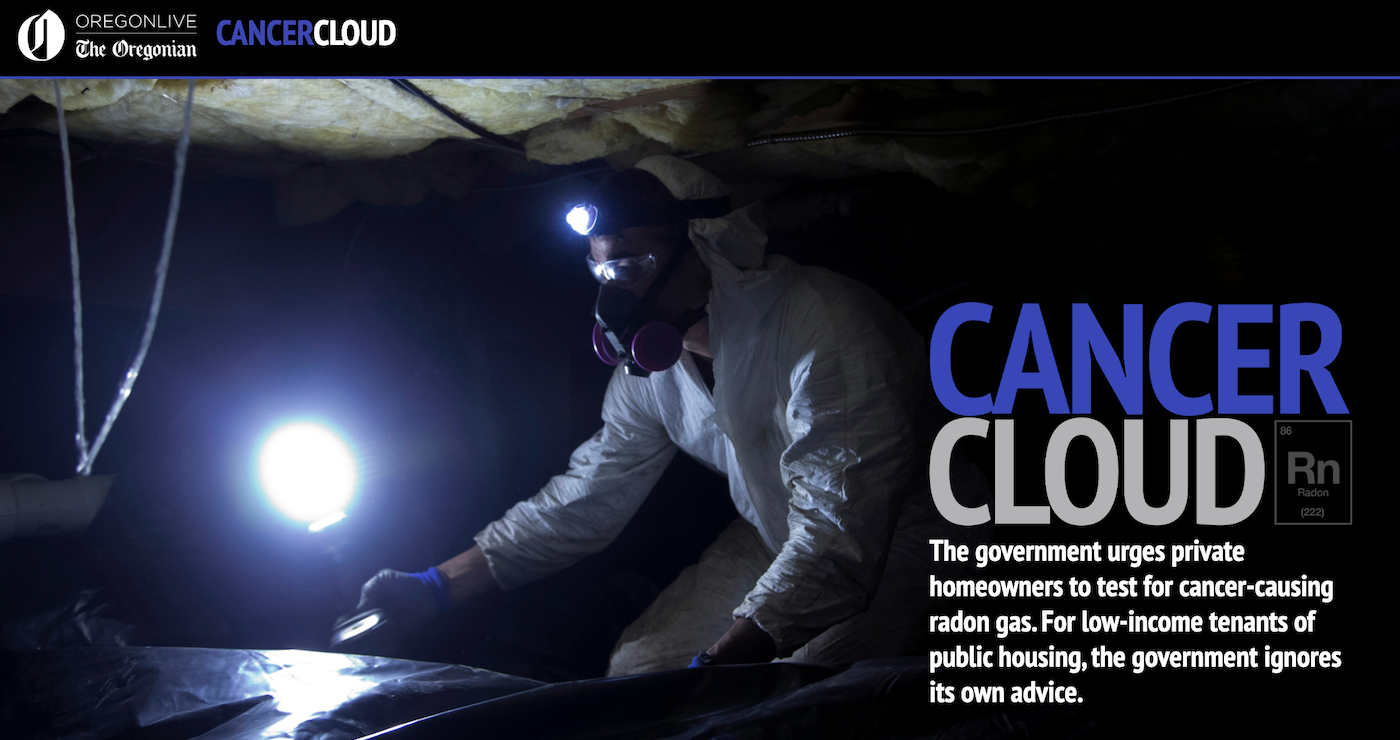 OREGONLIVE
The Oregonian
CANCERCLOUD
CANCER
CLOUD
86
Rn
Radon
(222)
The government urges private
homeowners to test for cancer-causing
radon gas. For low-income tenants of
public housing, the government ignores
its own advice.